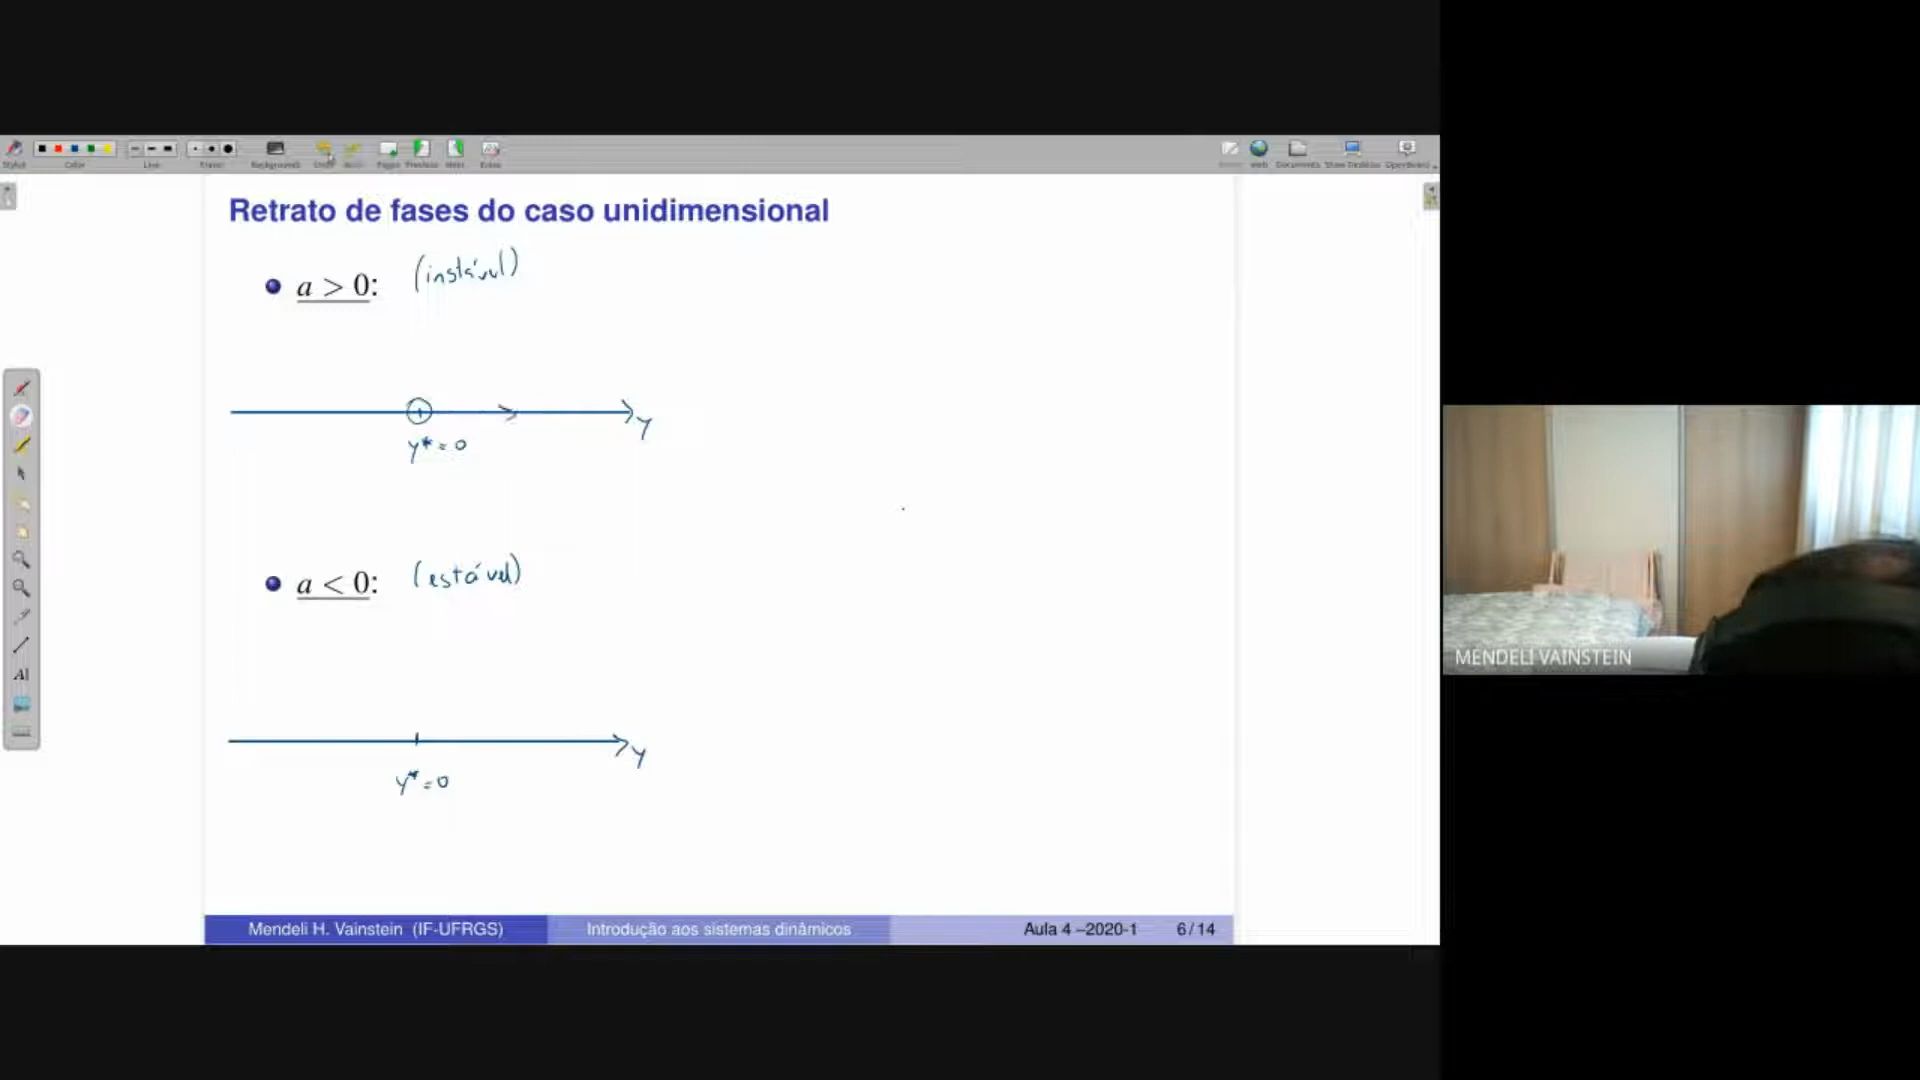 Retrato de fases do caso unidimensional
a > 0: (instável)
y
y* = 0
a < 0: (estável)
y
y* = 0
Mendeli H. Vainstein (IF-UFRGS) Introdução aos sistemas dinâmicos Aula 4 –2020-1 6 / 14
MENDELI VAINSTEIN
AI